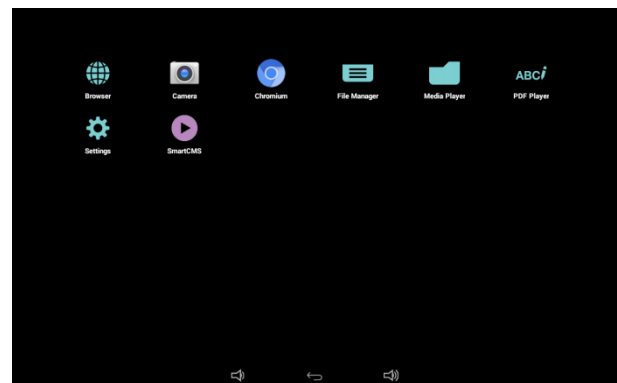 ABCi
Browser Camera Chromium File Manager Media Player PDF Player
Settings SmartCMS